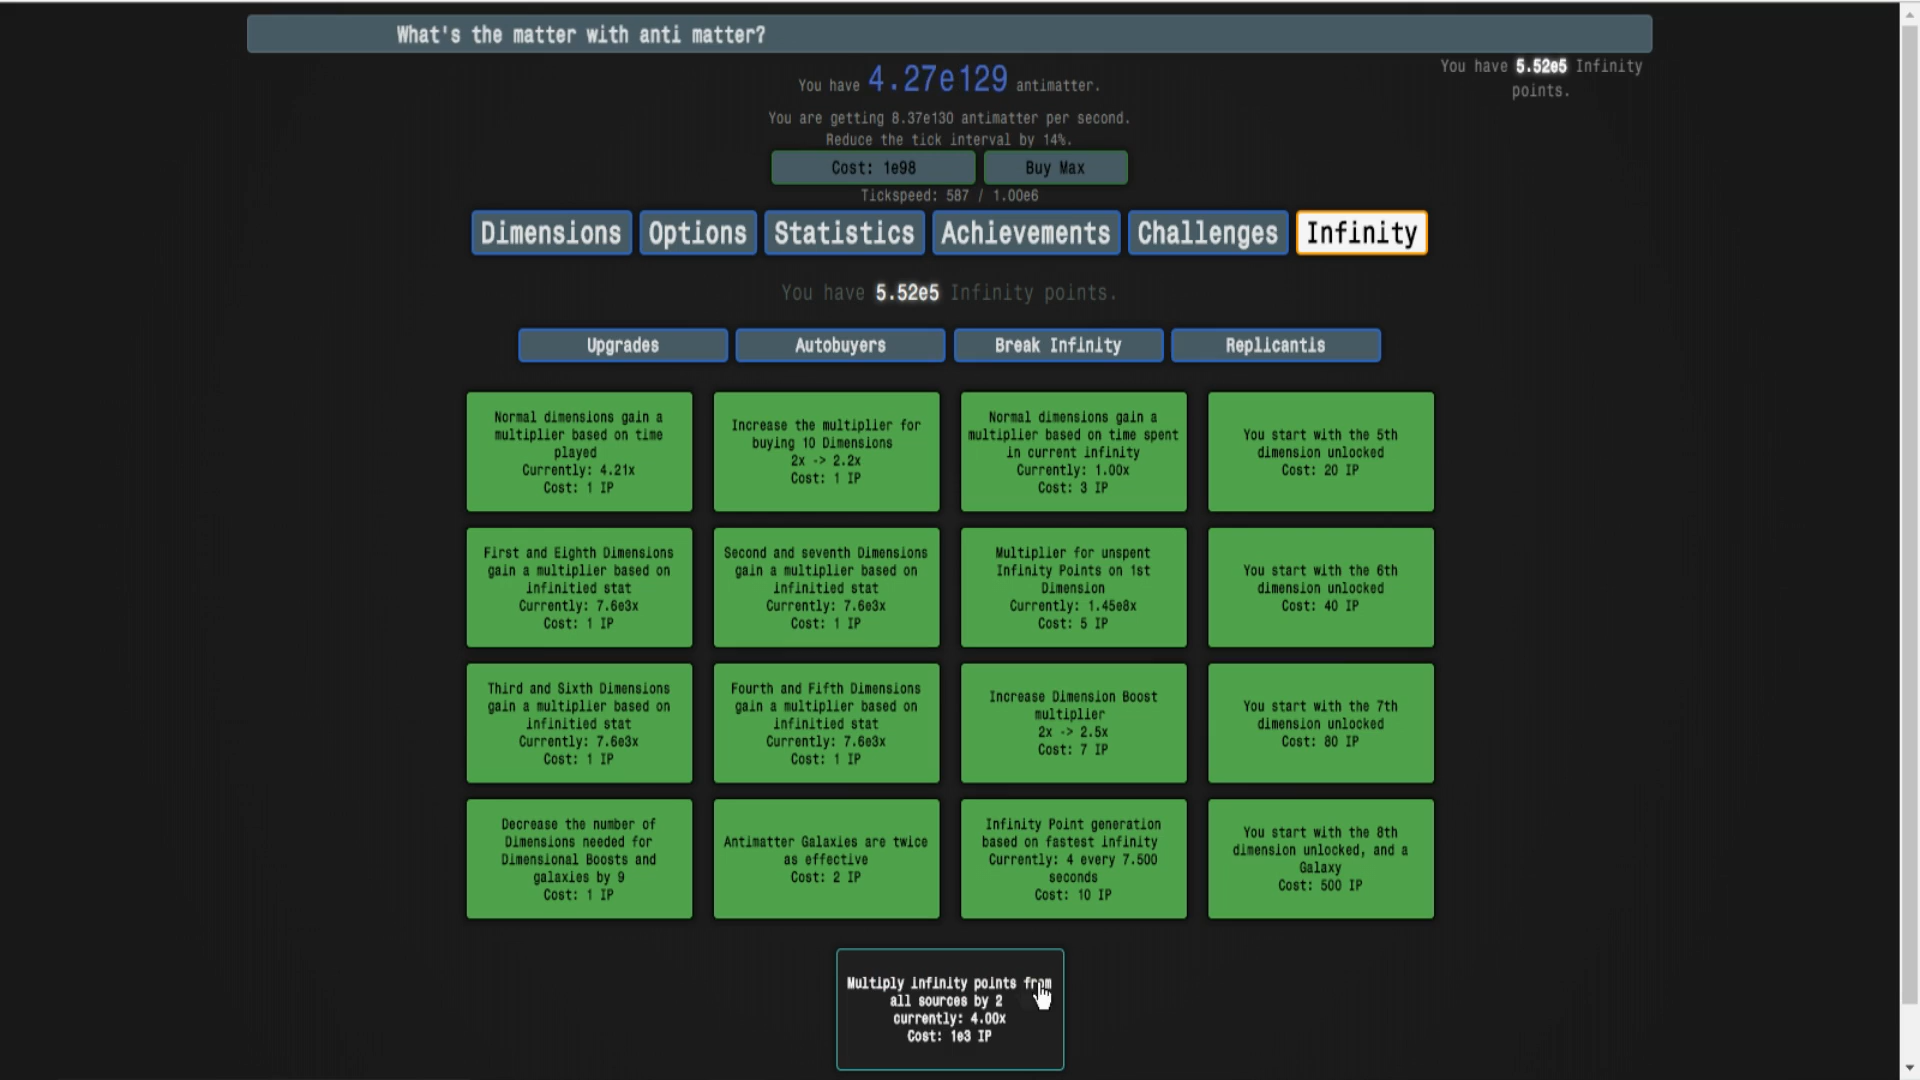 What's the matter with anti matter?
You have 4.27e129 antimatter.
You have 5.52e5 Infinity
points.
You are getting 8.37e130 antimatter per second.
Reduce the tick interval by 14%.
Cost: 1e98
Buy Max
Tickspeed: 587 / 1.00e6
Dimensions
Options
Statistics
Achievements
Challenges
Infinity
You have 5.52e5 Infinity points.
Upgrades
Autobuyers
Break Infinity
Replicantis
Normal dimensions gain a
multiplier based on time
played
Currently: 4.21x
Cost: 1 IP
Increase the multiplier for
buying 10 Dimensions
2x -> 2.2x
Cost: 1 IP
Normal dimensions gain a
multiplier based on time spent
in current infinity
Currently: 1.00x
Cost: 3 IP
You start with the 5th
dimension unlocked
Cost: 20 IP
First and Eighth Dimensions
gain a multiplier based on
infinitied stat
Currently: 7.6e3x
Cost: 1 IP
Second and seventh Dimensions
gain a multiplier based on
infinitied stat
Currently: 7.6e3x
Cost: 1 IP
Multiplier for unspent
Infinity Points on 1st
Dimension
Currently: 1.45e8x
Cost: 5 IP
You start with the 6th
dimension unlocked
Cost: 40 IP
Third and Sixth Dimensions
gain a multiplier based on
infinitied stat
Currently: 7.6e3x
Cost: 1 IP
Fourth and Fifth Dimensions
gain a multiplier based on
infinitied stat
Currently: 7.6e3x
Cost: 1 IP
Increase Dimension Boost
multiplier
2x -> 2.5x
Cost: 7 IP
You start with the 7th
dimension unlocked
Cost: 80 IP
Decrease the number of
Dimensions needed for
Dimensional Boosts and
galaxies by 9
Cost: 1 IP
Antimatter Galaxies are twice
as effective
Cost: 2 IP
Infinity Point generation
based on fastest infinity
Currently: 4 every 7.500
seconds
Cost: 10 IP
You start with the 8th
dimension unlocked, and a
Galaxy
Cost: 500 IP
Multiply infinity points from
all sources by 2
currently: 4.00x
Cost: 1e3 IP